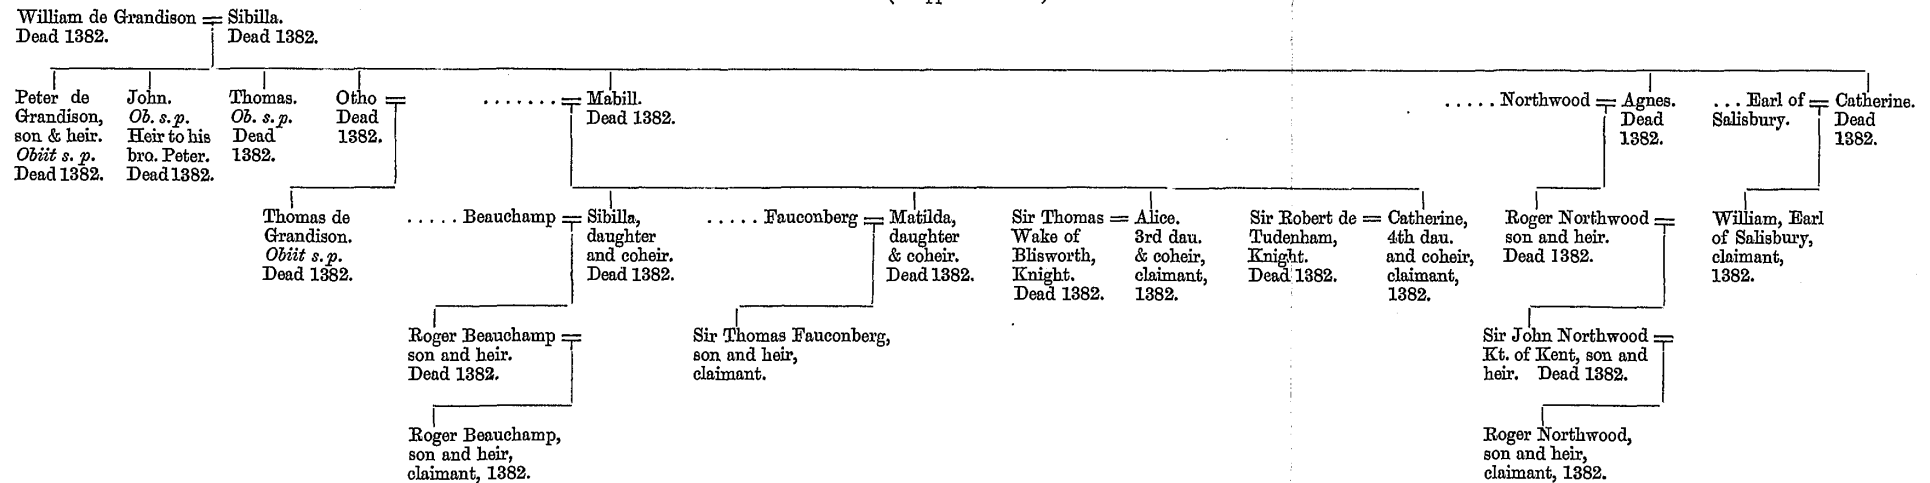 William de Grandison = Sibilla.
Dead 1382. Dead 1382.
Peter de
Grandison,
son & heir.
Obiit s. p.
Dead 1382.
John.
Ob. s. p.
Heir to his
bro. Peter.
Dead 1382.
Thomas.
Ob. s. p.
Dead
1382.
Otho =
Dead
1382.
....... = Mabill.
Dead 1382.
..... Northwood = Agnes.
Dead
1382.
... Earl of = Catherine.
Salisbury. Dead
1382.
Thomas de
Grandison.
Obiit s. p.
Dead 1382.
..... Beauchamp = Sibilla,
daughter
and coheir.
Dead 1382.
..... Fauconberg = Matilda,
daughter
& coheir.
Dead 1382.
Sir Thomas = Alice.
Wake of 3rd dau.
Blisworth, & coheir,
Knight. claimant,
Dead 1382. 1382.
Sir Robert de = Catherine,
Tudenham, 4th dau.
Knight. and coheir,
Dead 1382. claimant,
1382.
Roger Northwood =
son and heir.
Dead 1382.
William, Earl
of Salisbury,
claimant,
1382.
Roger Beauchamp =
son and heir.
Dead 1382.
Sir Thomas Fauconberg,
son and heir,
claimant.
Sir John Northwood =
Kt. of Kent, son and
heir. Dead 1382.
Roger Beauchamp,
son and heir,
claimant, 1382.
Roger Northwood,
son and heir,
claimant, 1382.